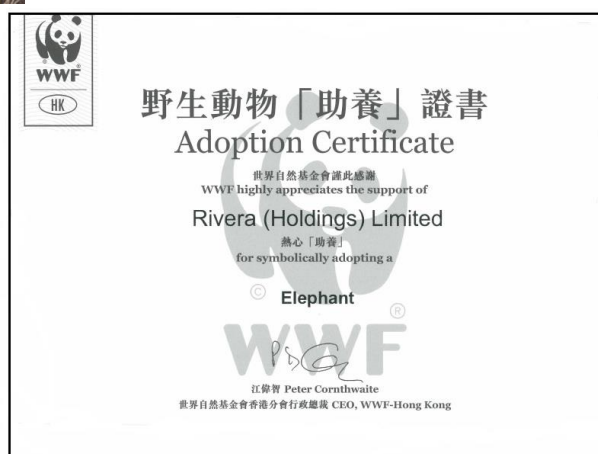 WWF
HK
野生動物「助養」證書
Adoption Certificate
世界自然基金會謹此感謝
WWF highly appreciates the support of
Rivera (Holdings) Limited
熱心「助養」
for symbolically adopting a
Elephant
©
®
WWF
江偉智 Peter Cornthwaite
世界自然基金會香港分會行政總裁 CEO, WWF-Hong Kong